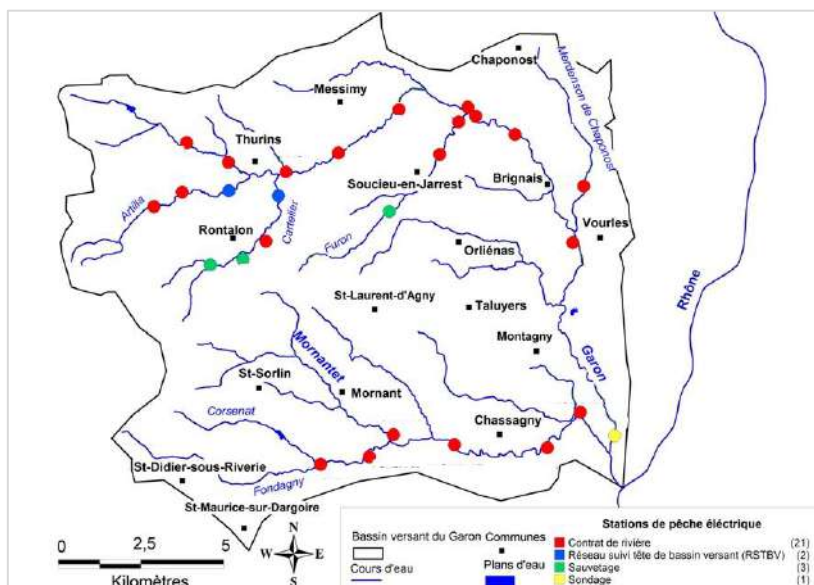 Chaponost
Merdenson de Chaponost
Messimy
Thurins
Soucieu-en-Jarrest
Brignais
Artilla
Rontalon
Cartelier
Furon
Vourles
Orliénas
Rhône
St-Laurent-d'Agny
Taluyers
Garon
Montagny
Mornantet
St-Sorlin
Mornant
Corsenat
Chassagny
St-Didier-sous-Riverie
Fondagny
St-Maurice-sur-Dargoire
N
W E
S
0 2,5 5
Kilomètres
Bassin versant du Garon Communes
Cours d'eau Plans d'eau
Stations de pêche éléctrique
Contrat de rivière (21)
Réseau suivi tête de bassin versant (RSTBV) (2)
Sauvetage (3)
Sondage (1)